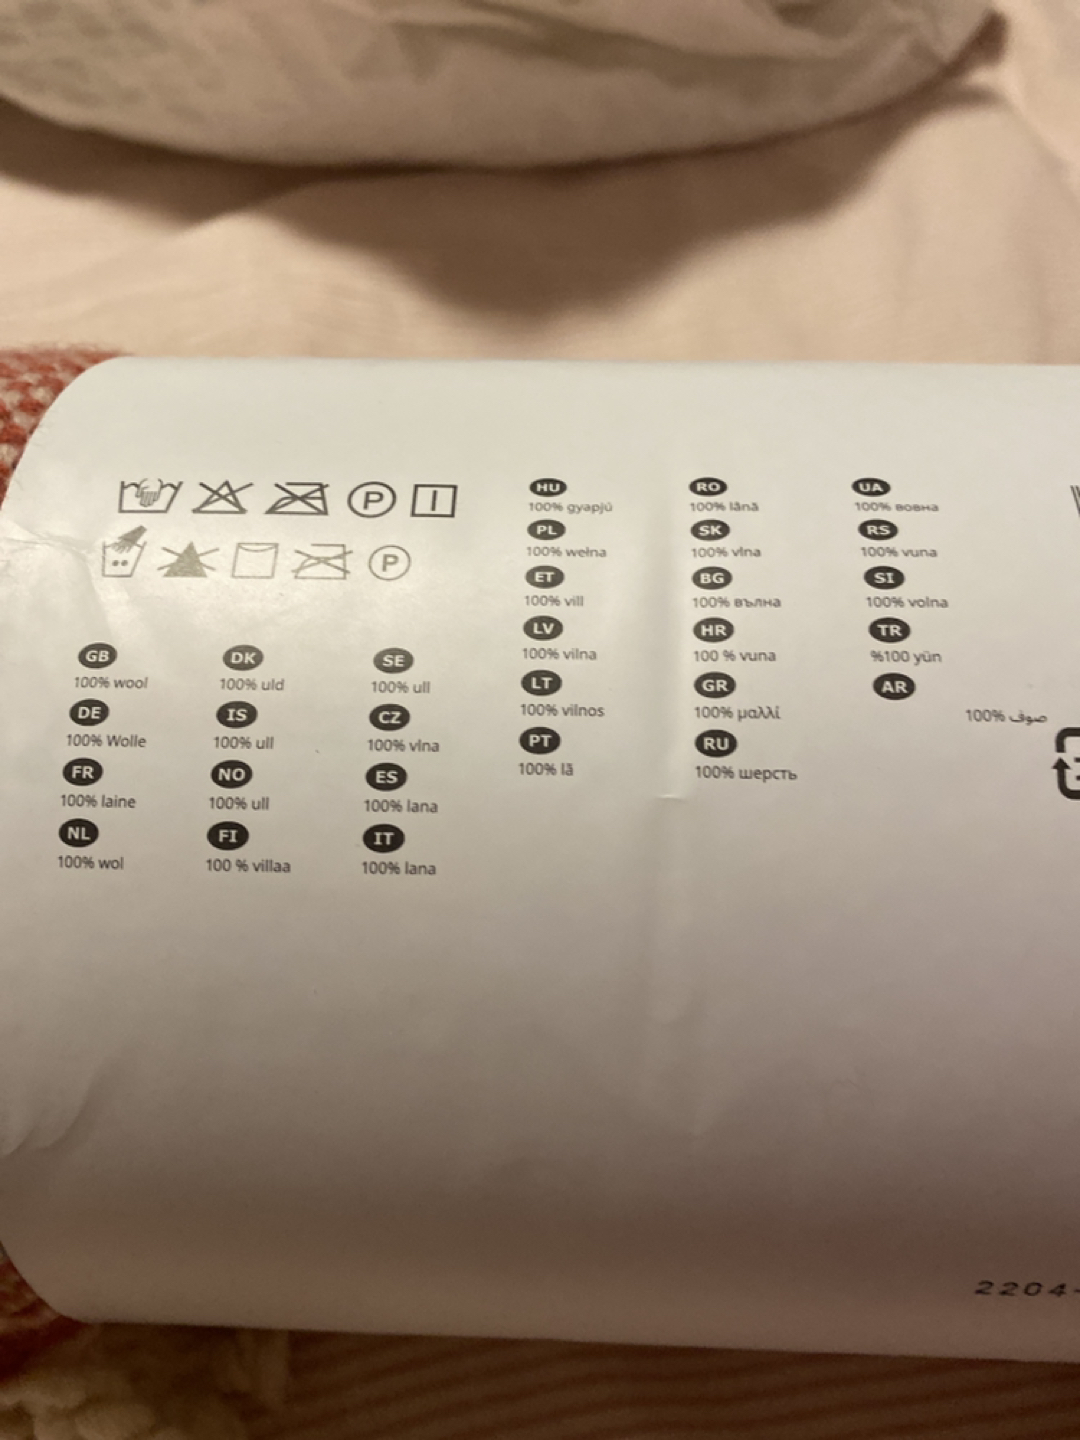 P
P
GB
100% wool
DE
100% Wolle
FR
100% laine
NL
100% wol
DK
100% uld
IS
100% ull
NO
100% ull
FI
100 % villaa
SE
100% ull
CZ
100% vlna
ES
100% lana
IT
100% lana
HU
100% gyapjú
PL
100% wełna
ET
100% vill
LV
100% vilna
LT
100% vilnos
PT
100% lã
RO
100% lână
SK
100% vlna
BG
100% вълна
HR
100 % vuna
GR
100% μαλλί
RU
100% шерсть
UA
100% вовна
RS
100% vuna
SI
100% volna
TR
%100 yün
AR
100% صوف
2204-